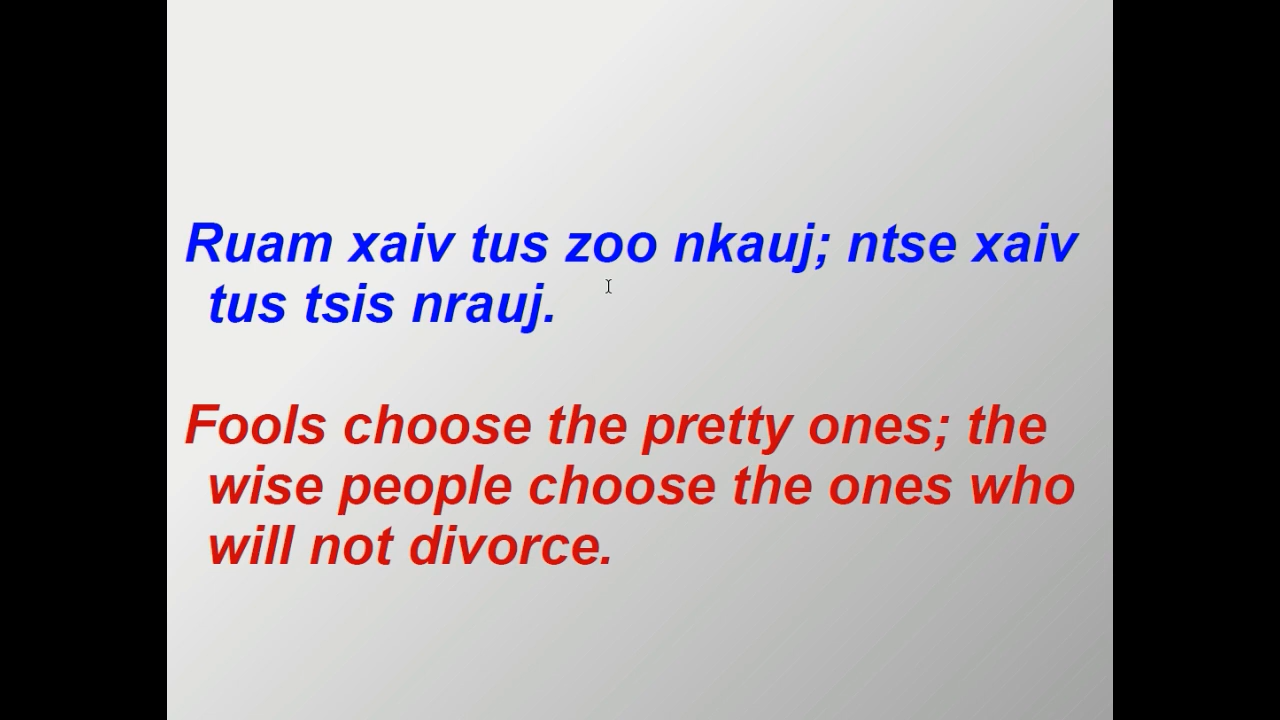 Ruam xaiv tus zoo nkauj; ntse xaiv
tus tsis nrauj.
Fools choose the pretty ones; the
wise people choose the ones who
will not divorce.